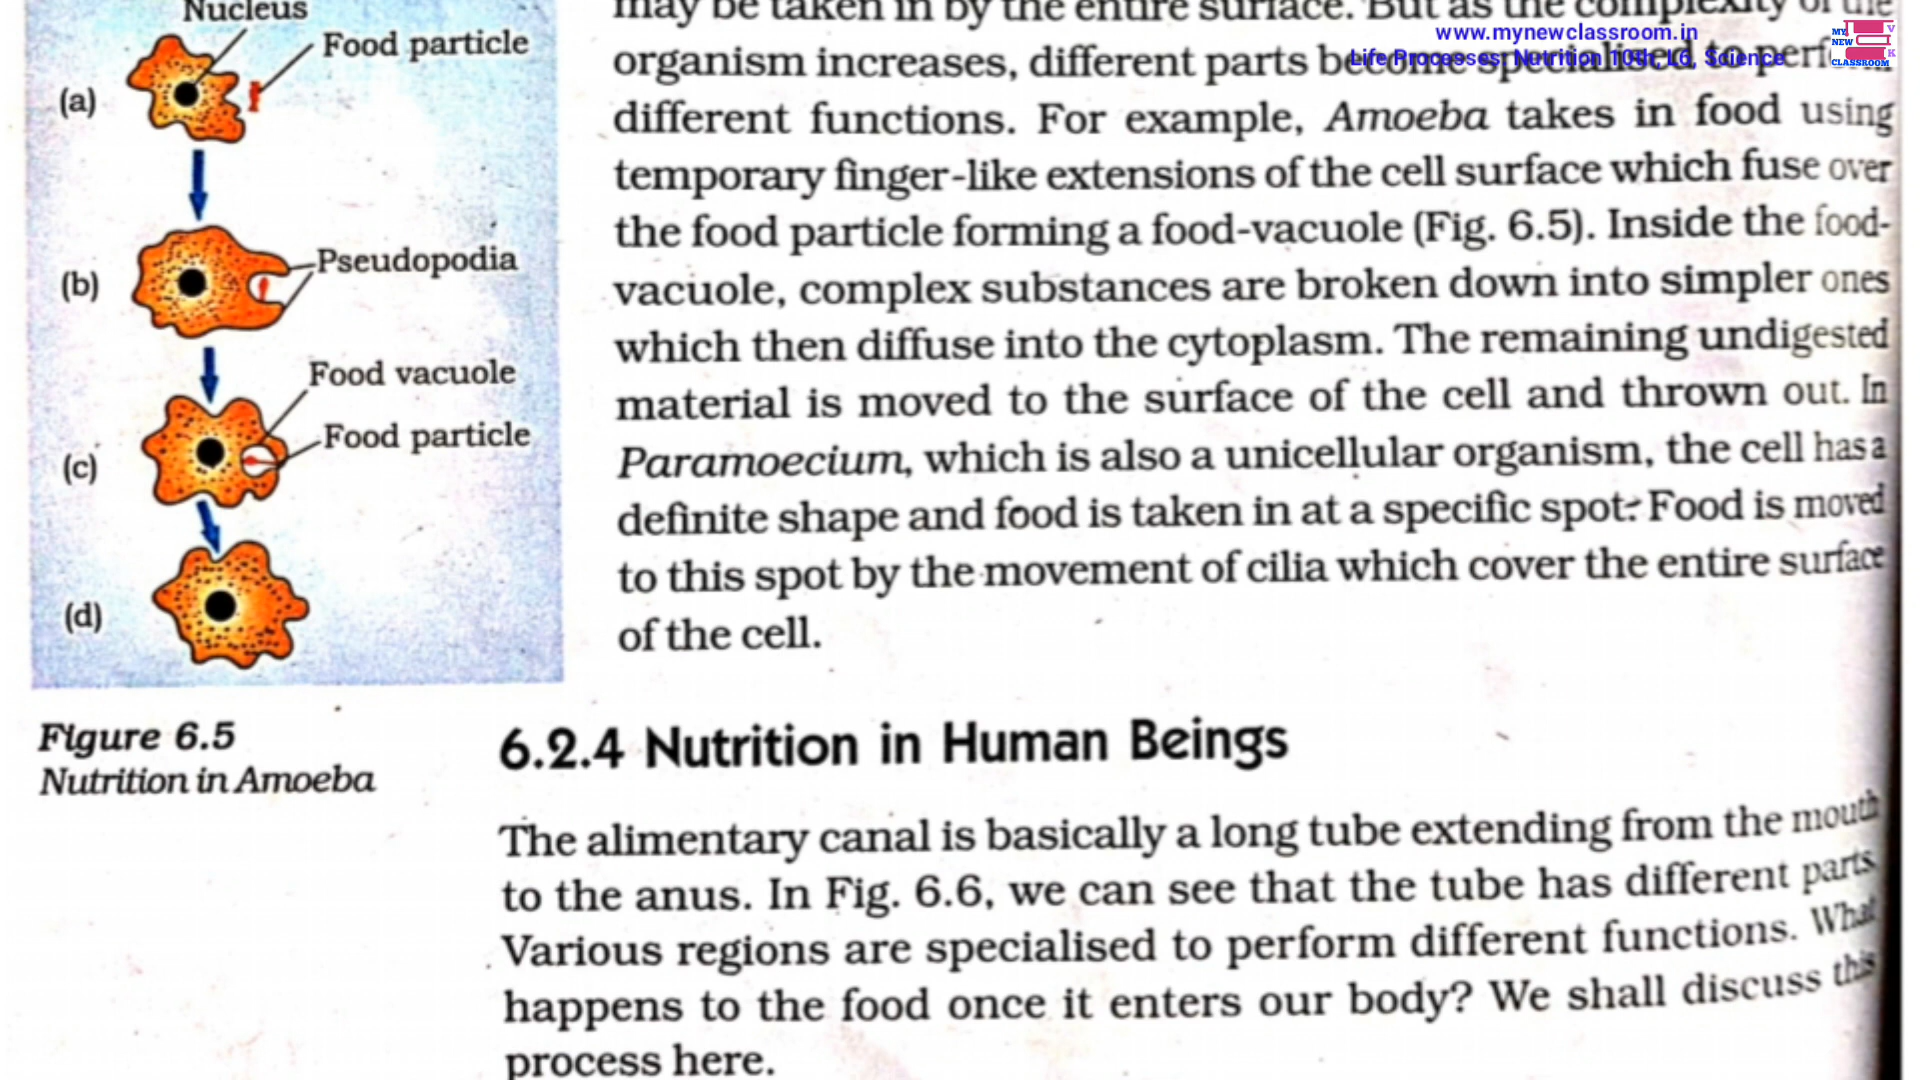 Nucleus
Food particle
(a)
(b)
Pseudopodia
Food vacuole
Food particle
(c)
(d)
Figure 6.5
Nutrition in Amoeba
may be taken in by the entire surface. But as the complexity of the
organism increases, different parts become specialised to perform
different functions. For example, Amoeba takes in food using
temporary finger-like extensions of the cell surface which fuse over
the food particle forming a food-vacuole (Fig. 6.5). Inside the food-
vacuole, complex substances are broken down into simpler ones
which then diffuse into the cytoplasm. The remaining undigested
material is moved to the surface of the cell and thrown out. In
Paramoecium, which is also a unicellular organism, the cell has a
definite shape and food is taken in at a specific spot. Food is moved
to this spot by the movement of cilia which cover the entire surface
of the cell.
6.2.4 Nutrition in Human Beings
The alimentary canal is basically a long tube extending from the mouth
to the anus. In Fig. 6.6, we can see that the tube has different parts.
Various regions are specialised to perform different functions. What
happens to the food once it enters our body? We shall discuss this
process here.
www.mynewclassroom.in
Life Processes: Nutrition 10th, L6, Science
MY
NEW
CLASSROOM
V
K